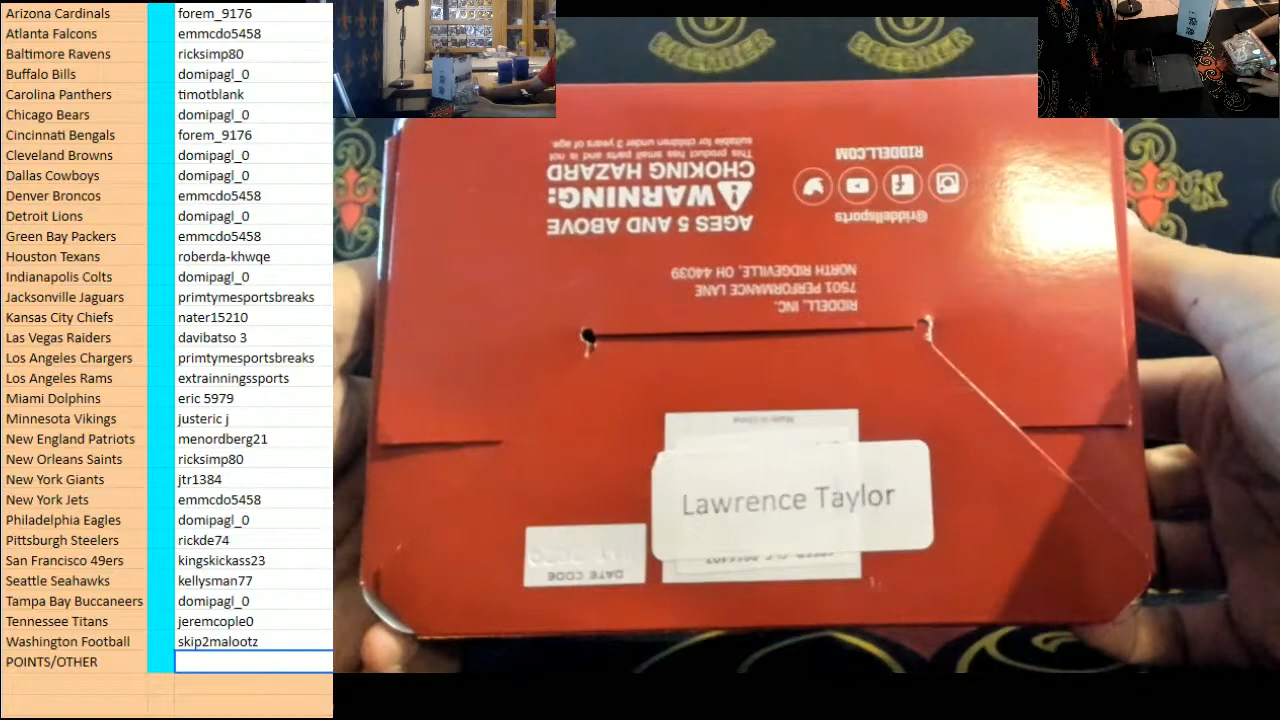 Arizona Cardinals forem_9176
Atlanta Falcons emmcdo5458
Baltimore Ravens ricksimp80
Buffalo Bills domipagl_0
Carolina Panthers timotblank
Chicago Bears domipagl_0
Cincinnati Bengals forem_9176
Cleveland Browns domipagl_0
Dallas Cowboys domipagl_0
Denver Broncos emmcdo5458
Detroit Lions domipagl_0
Green Bay Packers emmcdo5458
Houston Texans roberda-khwqe
Indianapolis Colts domipagl_0
Jacksonville Jaguars primtymesportsbreaks
Kansas City Chiefs nater15210
Las Vegas Raiders davibatso 3
Los Angeles Chargers primtymesportsbreaks
Los Angeles Rams extrainningssports
Miami Dolphins eric 5979
Minnesota Vikings justeric j
New England Patriots menordberg21
New Orleans Saints ricksimp80
New York Giants jtr1384
New York Jets emmcdo5458
Philadelphia Eagles domipagl_0
Pittsburgh Steelers rickde74
San Francisco 49ers kingskickass23
Seattle Seahawks kellysman77
Tampa Bay Buccaneers domipagl_0
Tennessee Titans jeremcople0
Washington Football skip2malootz
POINTS/OTHER
Lawrence Taylor
DATE CODE
Made in China
RIDDELL, INC.
7501 PERFORMANCE LANE
NORTH RIDGEVILLE, OH 44039
@riddellsports
RIDDELL.COM
AGES 5 AND ABOVE
WARNING:
CHOKING HAZARD
This product has small parts and is not
suitable for children under 3 years of age.